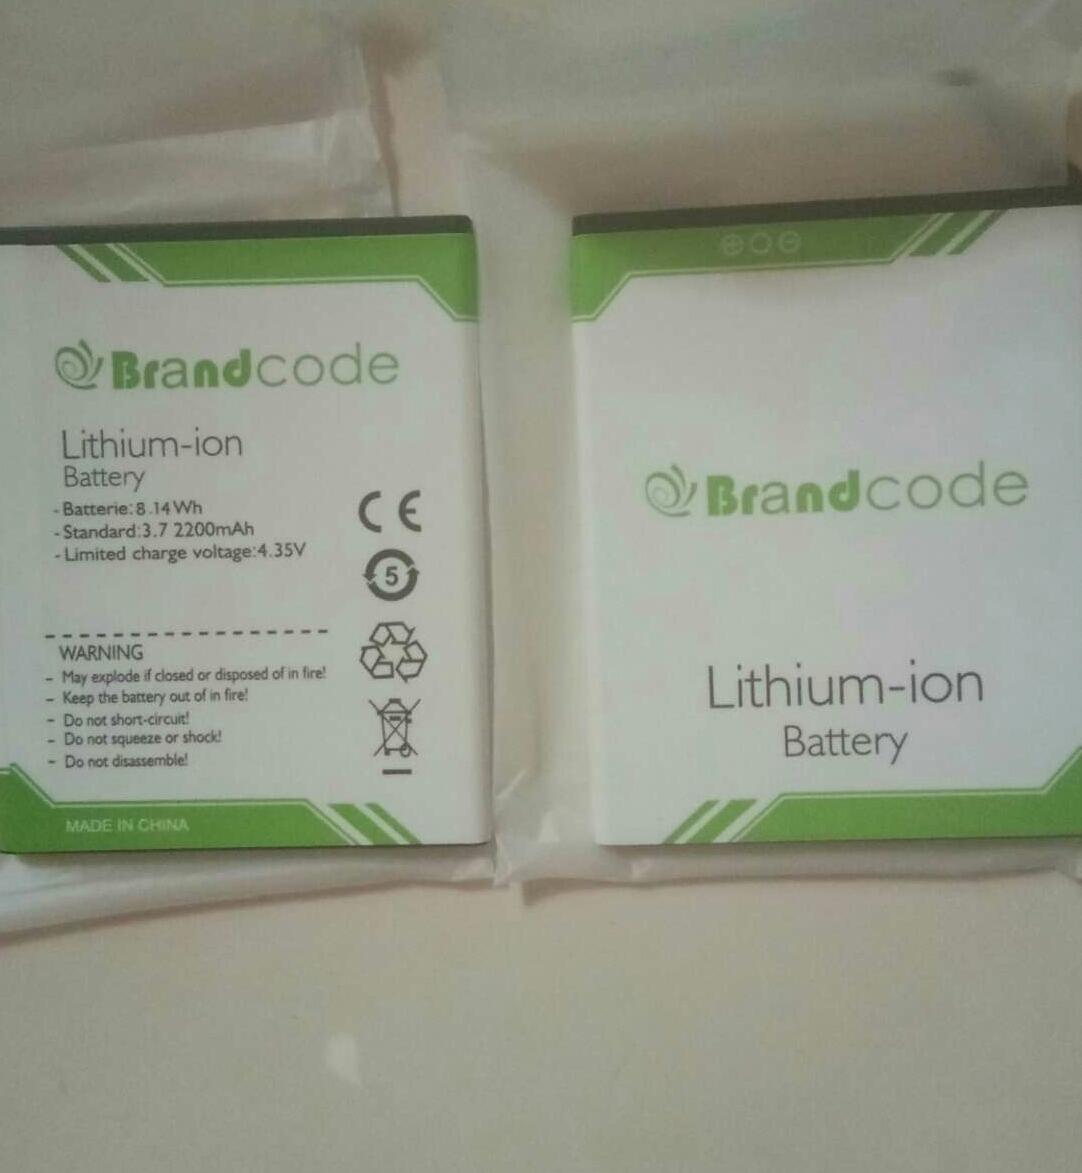 Brandcode
Lithium-ion
Battery
- Batterie:8.14Wh
- Standard:3.7 2200mAh
- Limited charge voltage:4.35V
CE
5
WARNING
- May explode if closed or disposed of in fire!
- Keep the battery out of in fire!
- Do not short-circuit!
- Do not squeeze or shock!
- Do not disassemble!
MADE IN CHINA
Brandcode
Lithium-ion
Battery